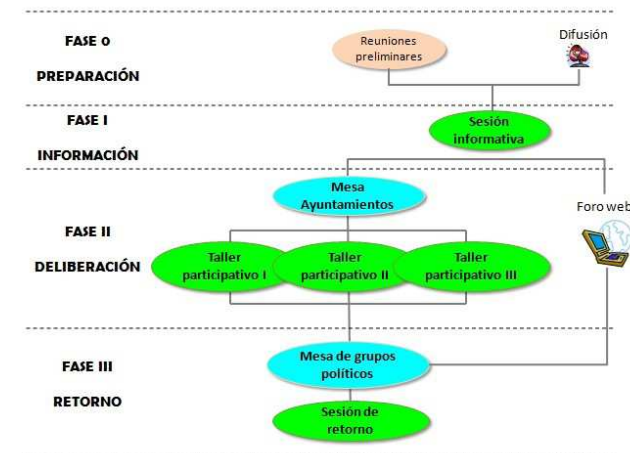 FASE 0
PREPARACIÓN
Reuniones
preliminares
Difusión
FASE I
INFORMACIÓN
Sesión
informativa
FASE II
DELIBERACIÓN
Mesa
Ayuntamientos
Foro web
Taller
participativo I
Taller
participativo II
Taller
participativo III
FASE III
RETORNO
Mesa de grupos
políticos
Sesión de
retorno